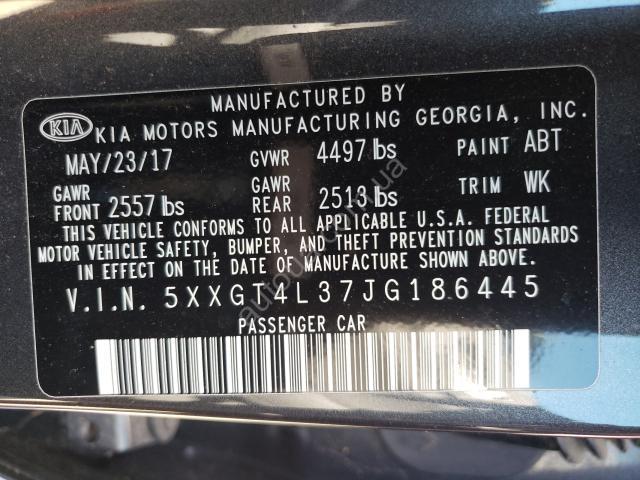 MANUFACTURED BY
KIA KIA MOTORS MANUFACTURING GEORGIA, INC.
MAY/23/17 GVWR 4497 lbs PAINT ABT
GAWR FRONT 2557 lbs GAWR REAR 2513 lbs TRIM WK
THIS VEHICLE CONFORMS TO ALL APPLICABLE U.S.A. FEDERAL
MOTOR VEHICLE SAFETY, BUMPER, AND THEFT PREVENTION STANDARDS
IN EFFECT ON THE DATE OF MANUFACTURE SHOWN ABOVE.
V.I.N. 5XXGT4L37JG186445
PASSENGER CAR